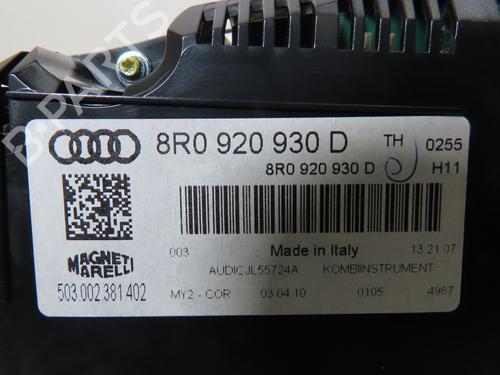 B-PARTS
8R0 920 930 D TH 0255
8R0 920 930 D H11
003 Made in Italy 13:21:07
MAGNETI MARELLI
AUDICJL55724A KOMBIINSTRUMENT
503.002.381.402 MY2 - COR 03.04.10 0105 4967